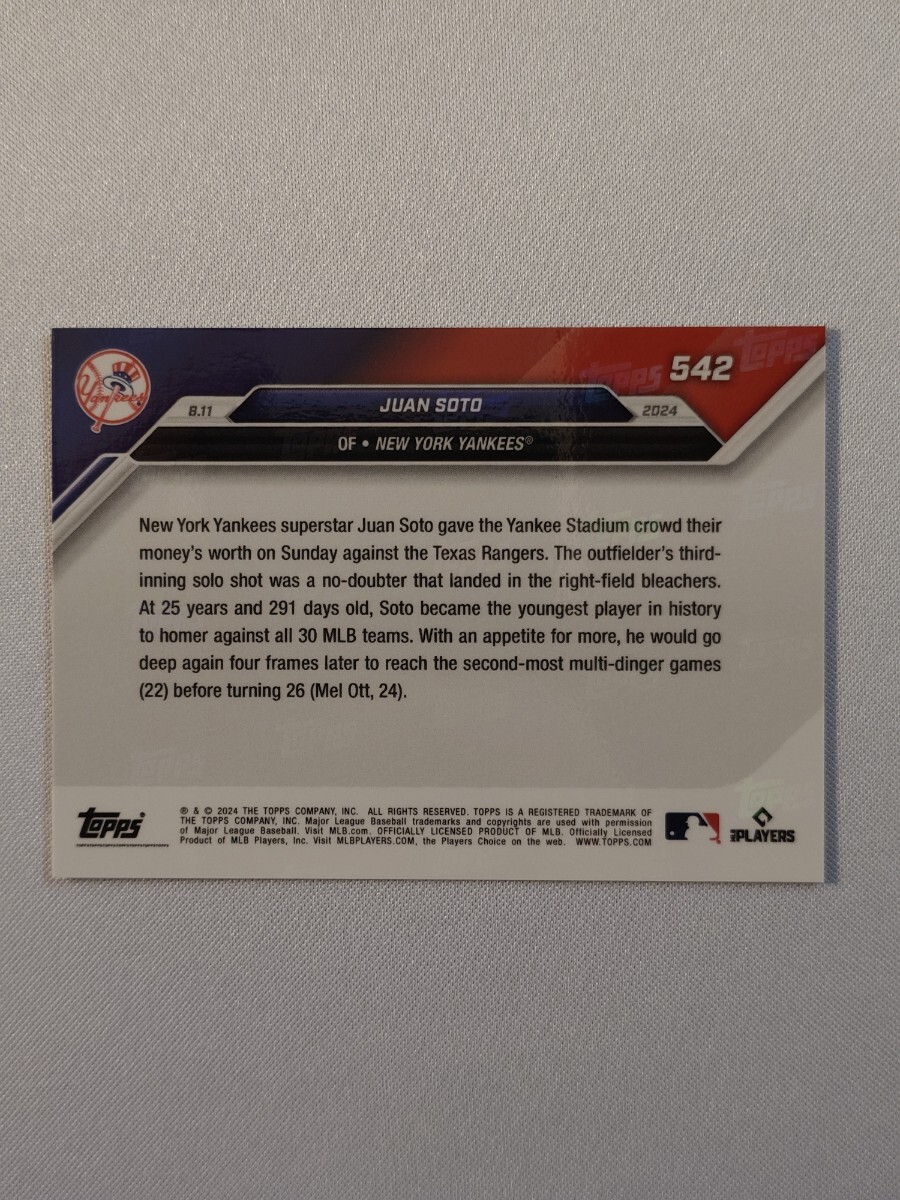 Yankees
Topps Topps
542
8.11 JUAN SOTO 2024
OF • NEW YORK YANKEES®
New York Yankees superstar Juan Soto gave the Yankee Stadium crowd their
money's worth on Sunday against the Texas Rangers. The outfielder's third-
inning solo shot was a no-doubter that landed in the right-field bleachers.
At 25 years and 291 days old, Soto became the youngest player in history
to homer against all 30 MLB teams. With an appetite for more, he would go
deep again four frames later to reach the second-most multi-dinger games
(22) before turning 26 (Mel Ott, 24).
Topps
® & © 2024 THE TOPPS COMPANY, INC. ALL RIGHTS RESERVED. TOPPS IS A REGISTERED TRADEMARK OF
THE TOPPS COMPANY, INC. Major League Baseball trademarks and copyrights are used with permission
of Major League Baseball. Visit MLB.com. OFFICIALLY LICENSED PRODUCT OF MLB. Officially Licensed
Product of MLB Players, Inc. Visit MLBPLAYERS.COM, the Players Choice on the web. WWW.TOPPS.COM
MLB PLAYERS